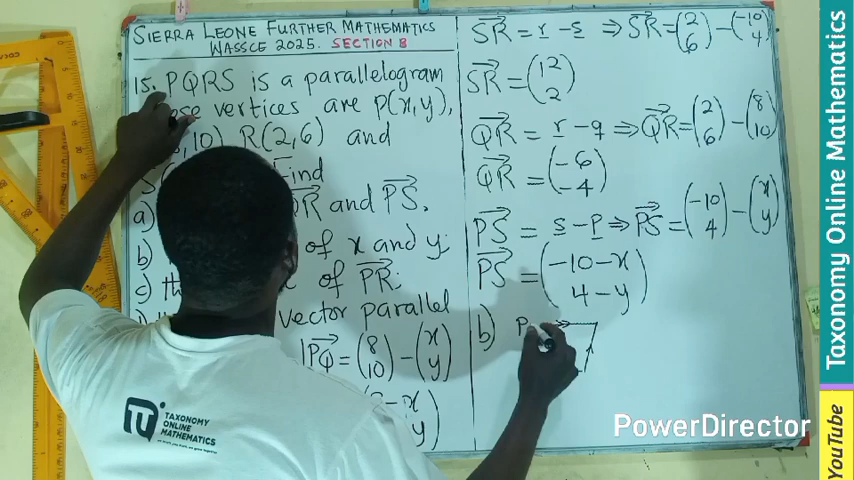 SIERRA LEONE FURTHER MATHEMATICS
WASSCE 2025. SECTION B
15. PQRS is a parallelogram
vertices are P(x,y),
,10) R(2,6) and
Find
a) QR and PS,
b) of x and y;
c) th of PR;
vector parallel
PQ = (8 10) - (x y)
- x
y)
SR = r - s ⇒ SR = (2 6) - (-10 4)
SR = (12 2)
QR = r - q ⇒ QR = (2 6) - (8 10)
QR = (-6 -4)
PS = s - p ⇒ PS = (-10 4) - (x y)
PS = (-10-x 4-y)
b) P
TAXONOMY
ONLINE
MATHEMATICS
PowerDirector
Taxonomy Online Mathematics
YouTube